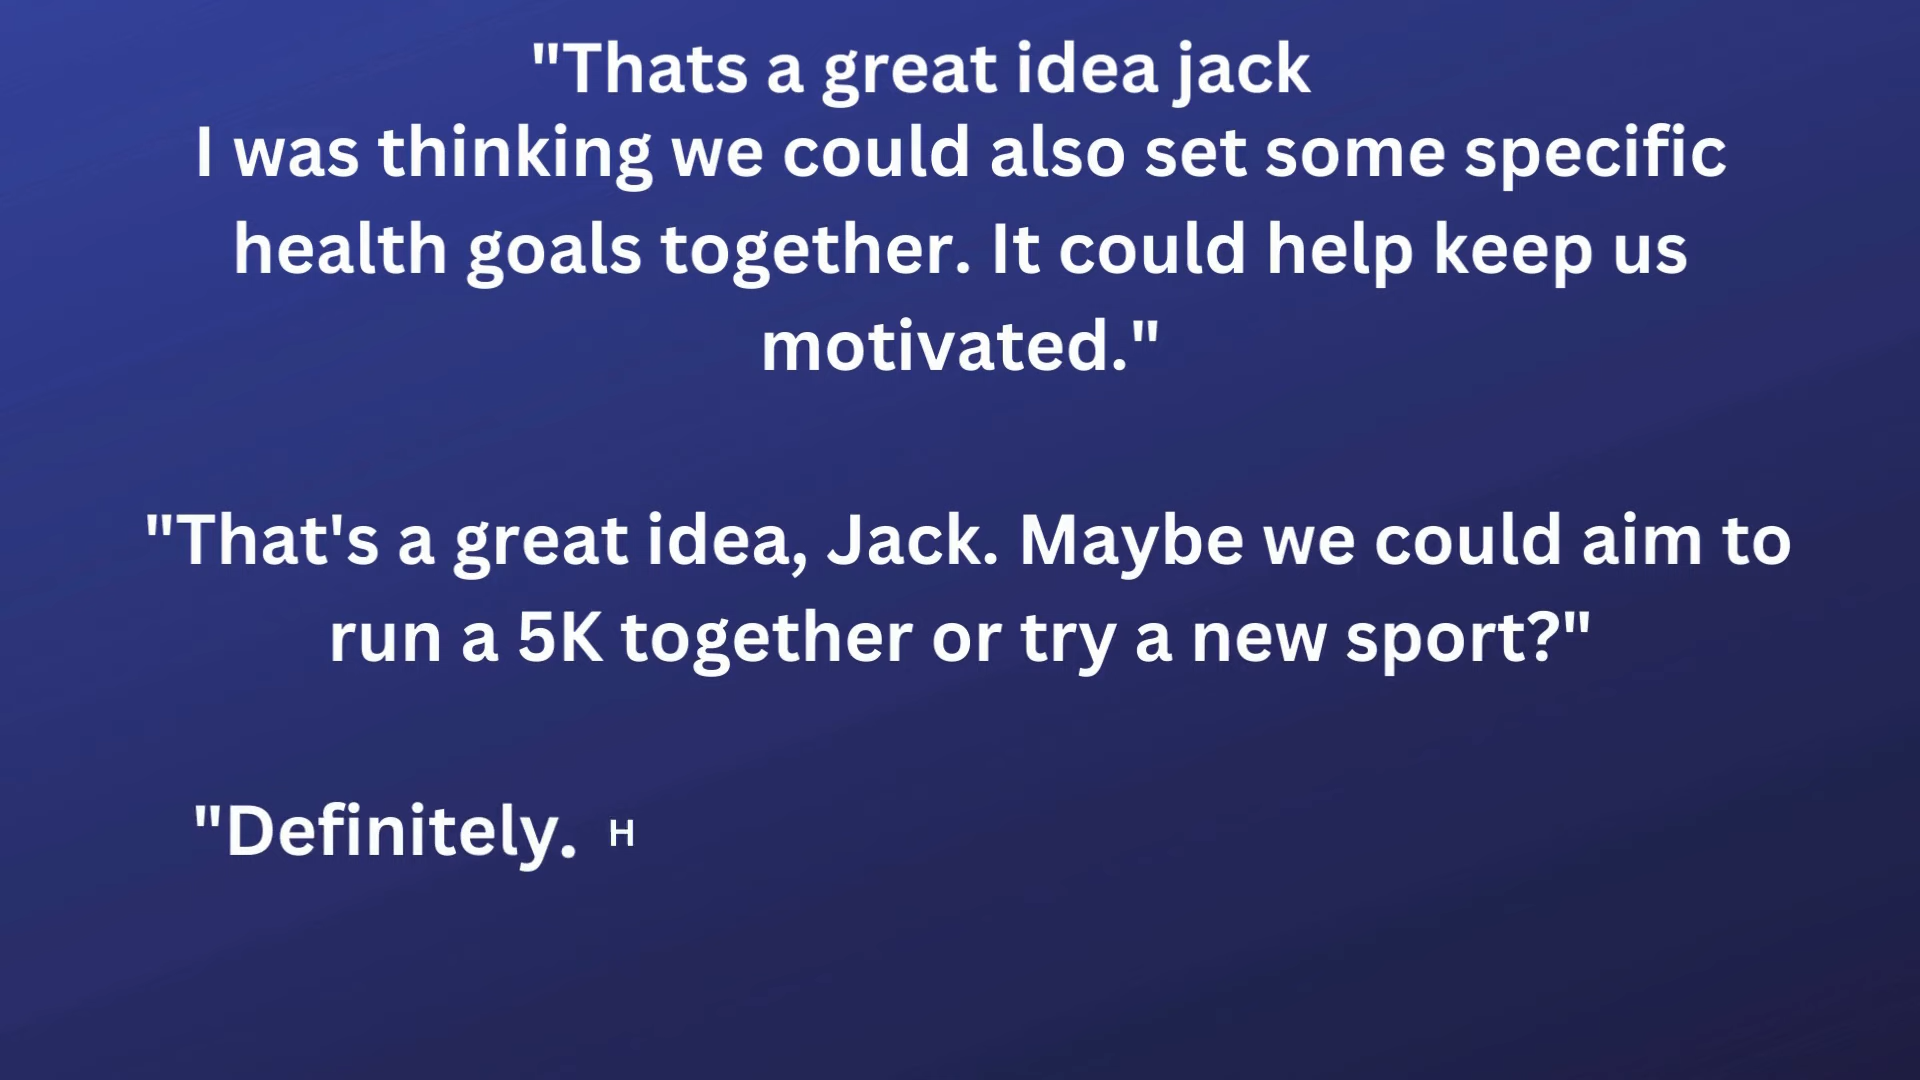 "Thats a great idea jack
I was thinking we could also set some specific
health goals together. It could help keep us
motivated."
"That's a great idea, Jack. Maybe we could aim to
run a 5K together or try a new sport?"
"Definitely. H